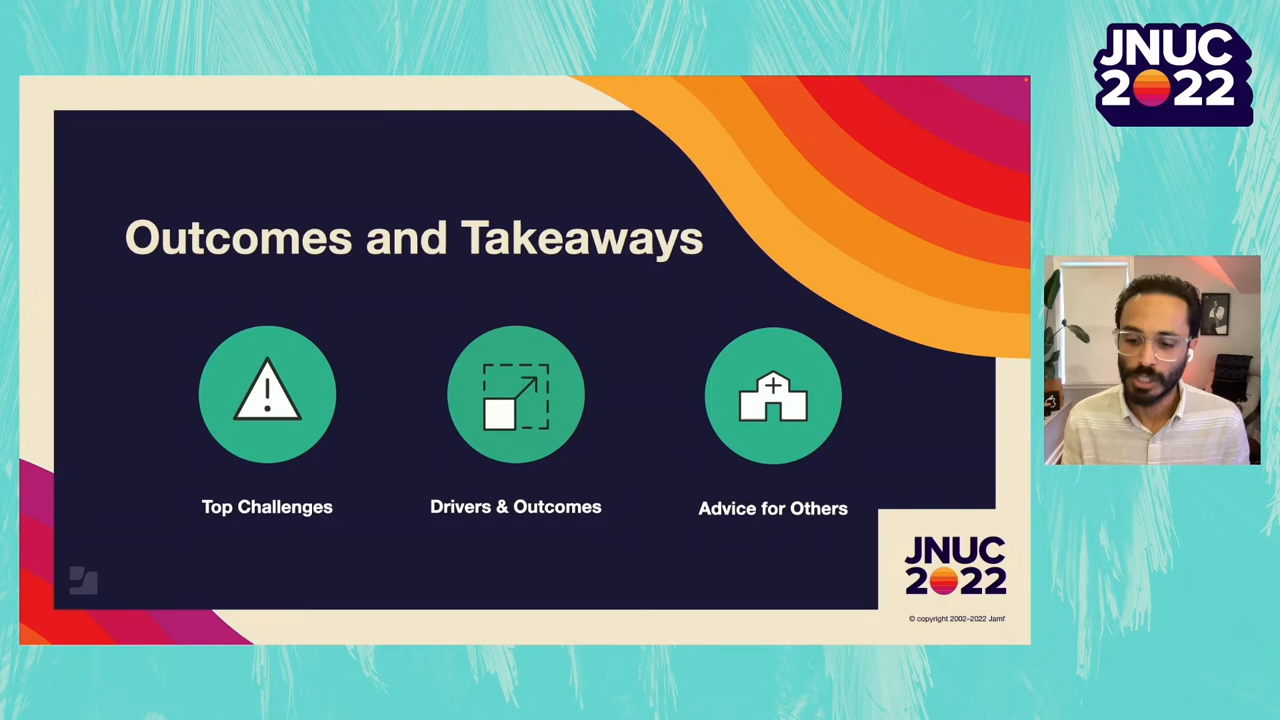 JNUC
2022
Outcomes and Takeaways
Top Challenges
Drivers & Outcomes
Advice for Others
JNUC
2022
© copyright 2002–2022 Jamf